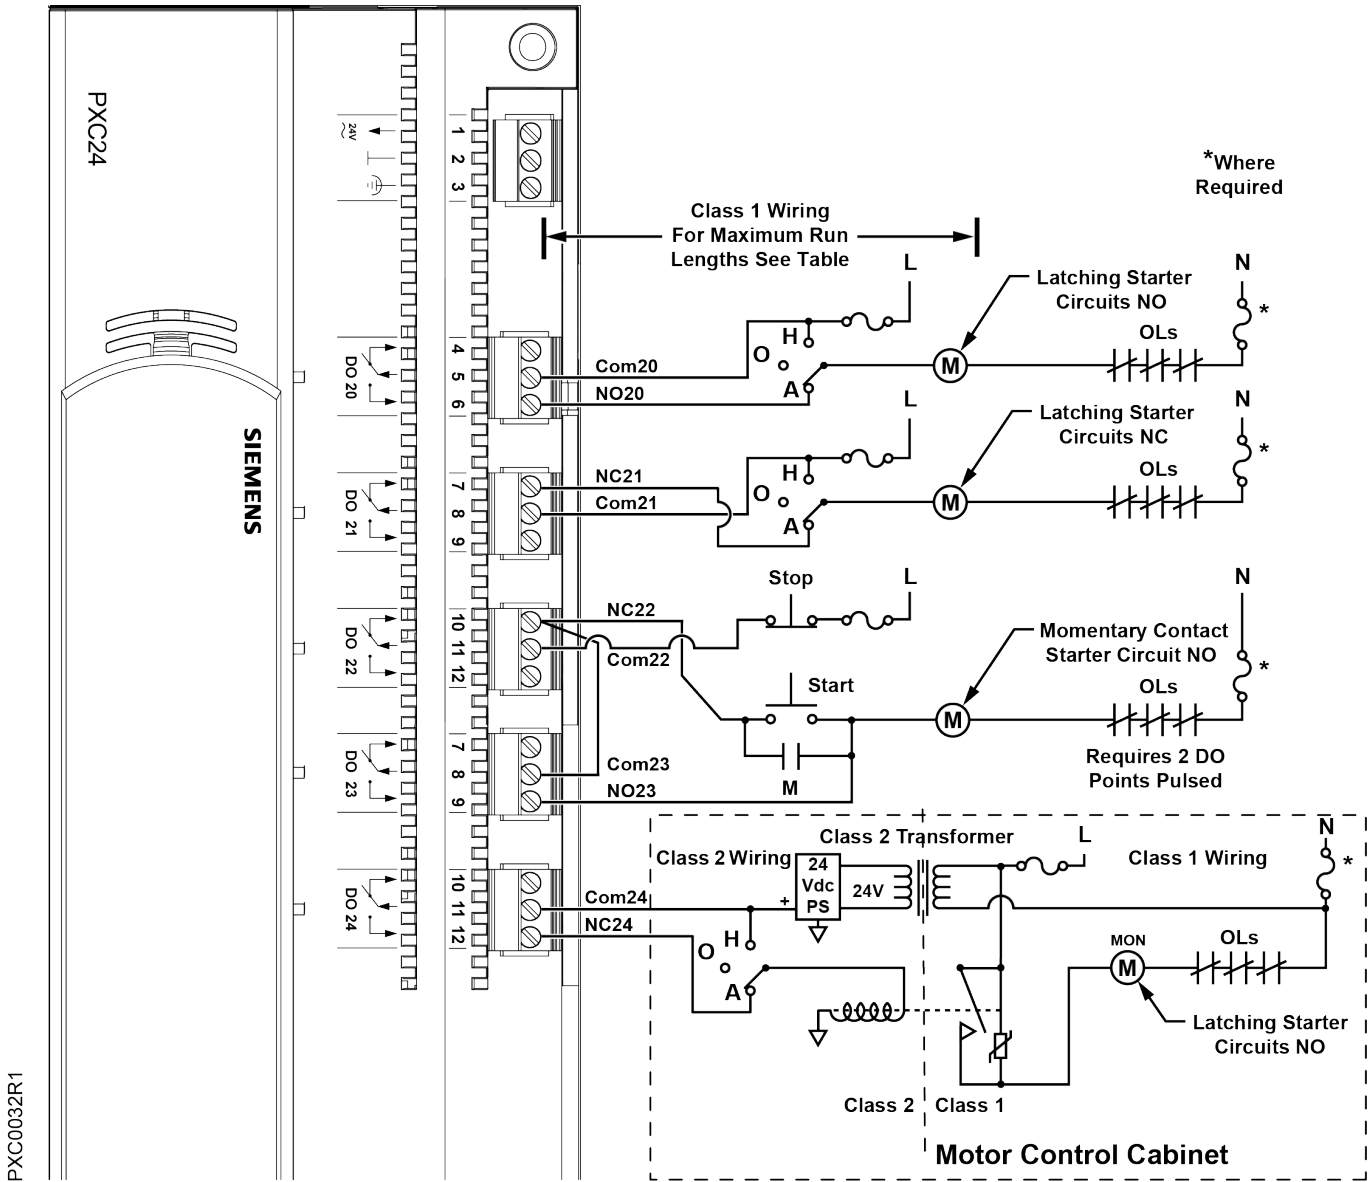 PXC24
24V
1
2
3
*Where
Required
Class 1 Wiring
For Maximum Run
Lengths See Table
L
N
Latching Starter
Circuits NO
*
H
O
A
M
OLs
4
5
6
DO 20
Com20
NO20
L
N
Latching Starter
Circuits NC
*
SIEMENS
H
O
A
M
OLs
7
8
9
DO 21
NC21
Com21
Stop
L
N
10
11
12
DO 22
NC22
Com22
Momentary Contact
Starter Circuit NO
*
OLs
Start
M
M
Requires 2 DO
Points Pulsed
7
8
9
DO 23
Com23
NO23
N
Class 2 Transformer
L
Class 2 Wiring
24
Vdc
PS
24V
Class 1 Wiring
*
10
11
12
DO 24
Com24
+
NC24
H
O
A
MON
M
OLs
Latching Starter
Circuits NO
Class 2
Class 1
Motor Control Cabinet
PXC0032R1